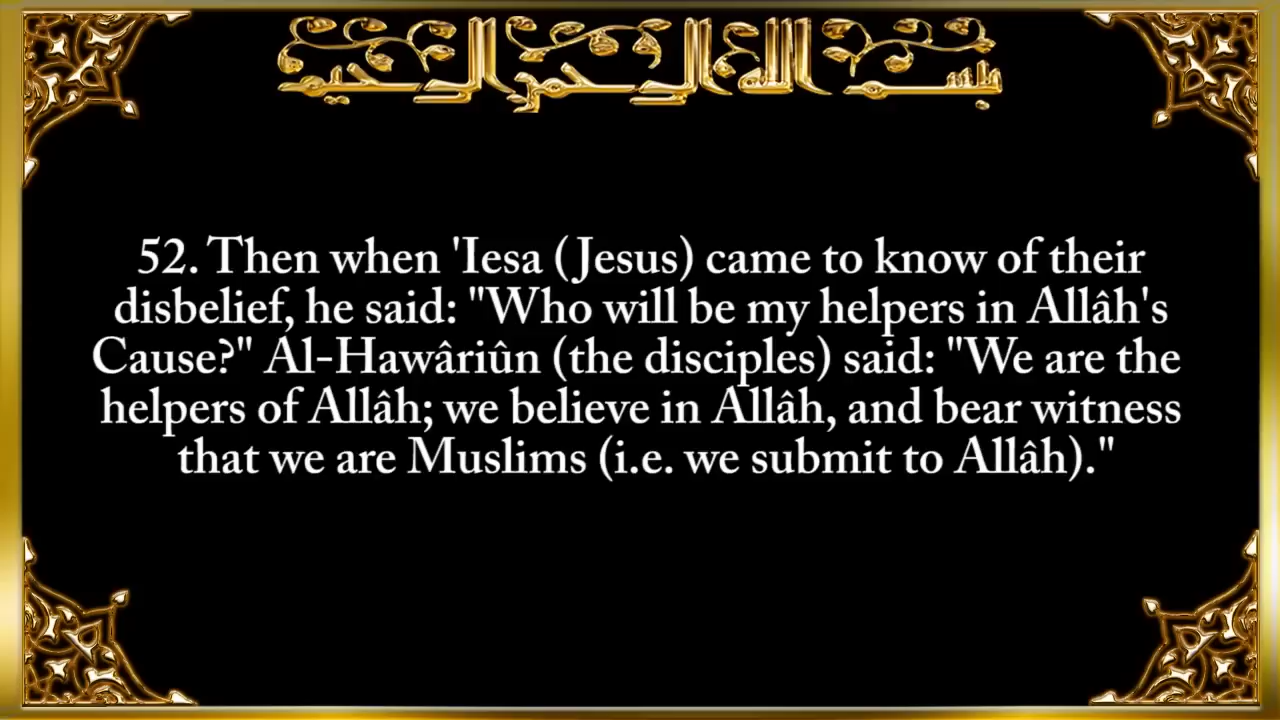 بسم الله الرحمن الرحيم
52. Then when 'Iesa (Jesus) came to know of their
disbelief, he said: "Who will be my helpers in Allâh's
Cause?" Al-Hawâriûn (the disciples) said: "We are the
helpers of Allâh; we believe in Allâh, and bear witness
that we are Muslims (i.e. we submit to Allâh)."